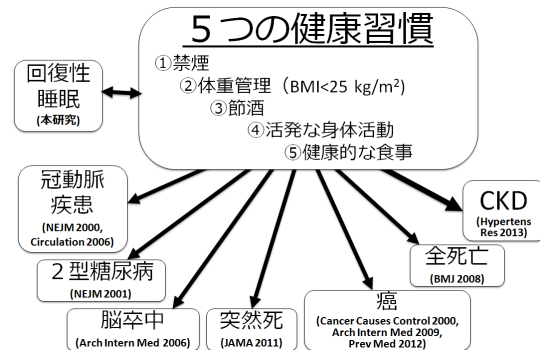 5つの健康習慣
①禁煙
②体重管理（BMI<25 kg/m²)
③節酒
④活発な身体活動
⑤健康的な食事
回復性
睡眠
(本研究)
冠動脈
疾患
(NEJM 2000,
Circulation 2006)
２型糖尿病
(NEJM 2001)
脳卒中
(Arch Intern Med 2006)
突然死
(JAMA 2011)
癌
(Cancer Causes Control 2000,
Arch Intern Med 2009,
Prev Med 2012)
全死亡
(BMJ 2008)
CKD
(Hypertens
Res 2013)